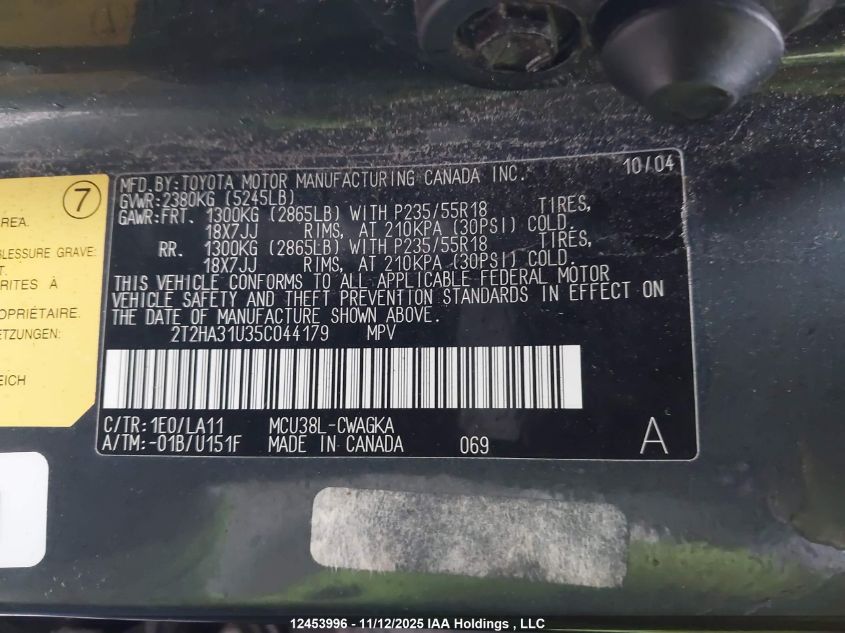 MFD. BY: TOYOTA MOTOR MANUFACTURING CANADA INC. 10/04
GVWR: 2380KG (5245LB)
GAWR: FRT. 1300KG (2865LB) WITH P235/55R18 TIRES,
18X7JJ RIMS, AT 210KPA (30PSI) COLD.
RR. 1300KG (2865LB) WITH P235/55R18 TIRES,
18X7JJ RIMS, AT 210KPA (30PSI) COLD.
THIS VEHICLE CONFORMS TO ALL APPLICABLE FEDERAL MOTOR
VEHICLE SAFETY AND THEFT PREVENTION STANDARDS IN EFFECT ON
THE DATE OF MANUFACTURE SHOWN ABOVE.
2T2HA31U35C044179 MPV
C/TR: 1E0/LA11 MCU38L-CWAGKA
A/TM: -01B/U151F MADE IN CANADA 069 A
7
AREA.
BLESSURE GRAVE:
T.
RITES À
PROPRIÉTAIRE.
ETZUNGEN:
EICH
12453996 - 11/12/2025 IAA Holdings , LLC